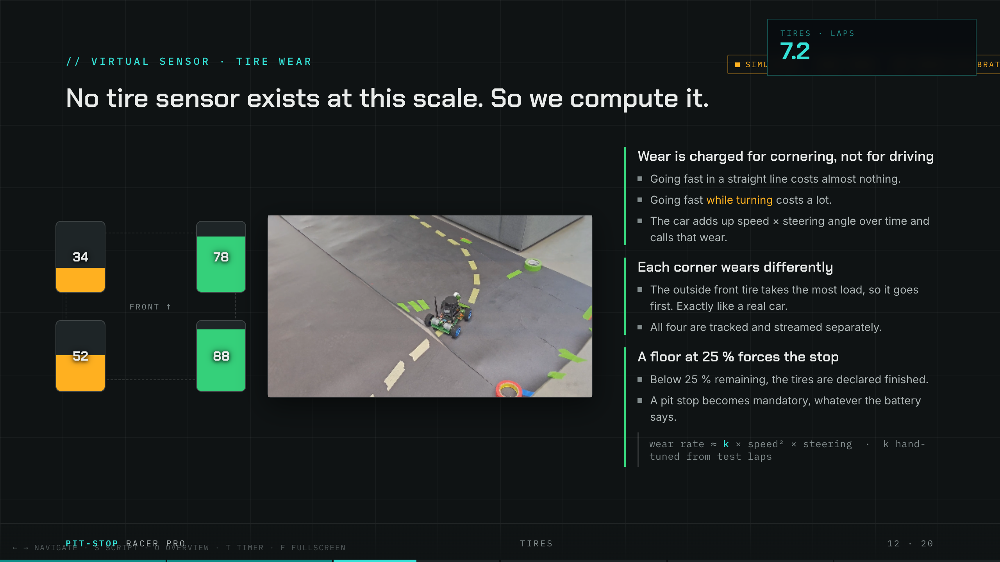 TIRES · LAPS
7.2
// VIRTUAL SENSOR · TIRE WEAR
No tire sensor exists at this scale. So we compute it.
34
78
FRONT ↑
52
88
Wear is charged for cornering, not for driving
Going fast in a straight line costs almost nothing.
Going fast while turning costs a lot.
The car adds up speed × steering angle over time and
calls that wear.
Each corner wears differently
The outside front tire takes the most load, so it goes
first. Exactly like a real car.
All four are tracked and streamed separately.
A floor at 25 % forces the stop
Below 25 % remaining, the tires are declared finished.
A pit stop becomes mandatory, whatever the battery
says.
wear rate ≈ k × speed² × steering · k hand-
tuned from test laps
PIT-STOP RACER PRO
← → NAVIGATE · S SCRIPT · O OVERVIEW · T TIMER · F FULLSCREEN
TIRES
12 · 20